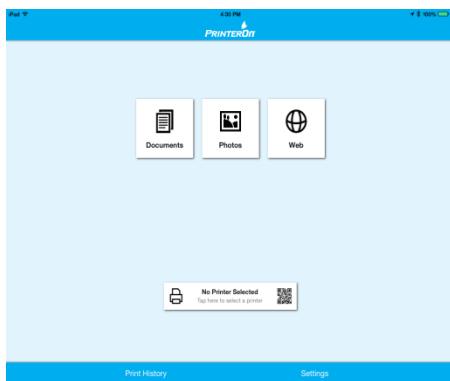 iPad 4:35 PM 100%
PRINTERON
Documents Photos Web
No Printer Selected
Tap here to select a printer
Print History Settings